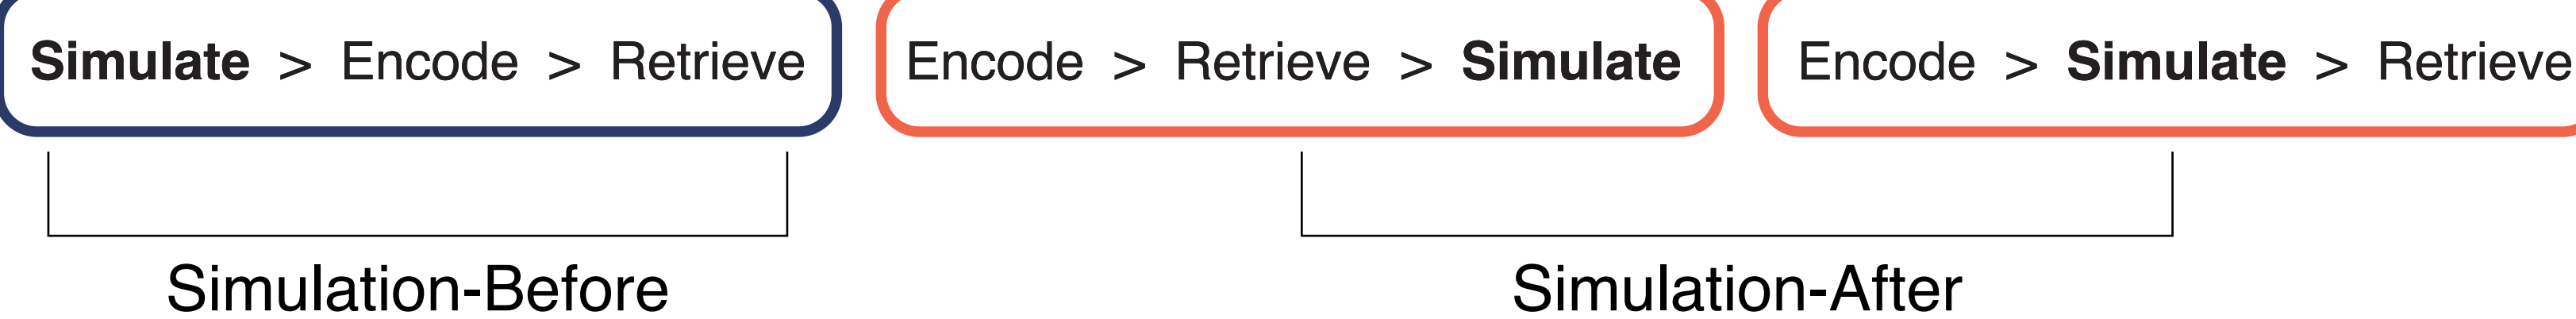 Simulate > Encode > Retrieve
Encode > Retrieve > Simulate
Encode > Simulate > Retrieve
Simulation-Before
Simulation-After